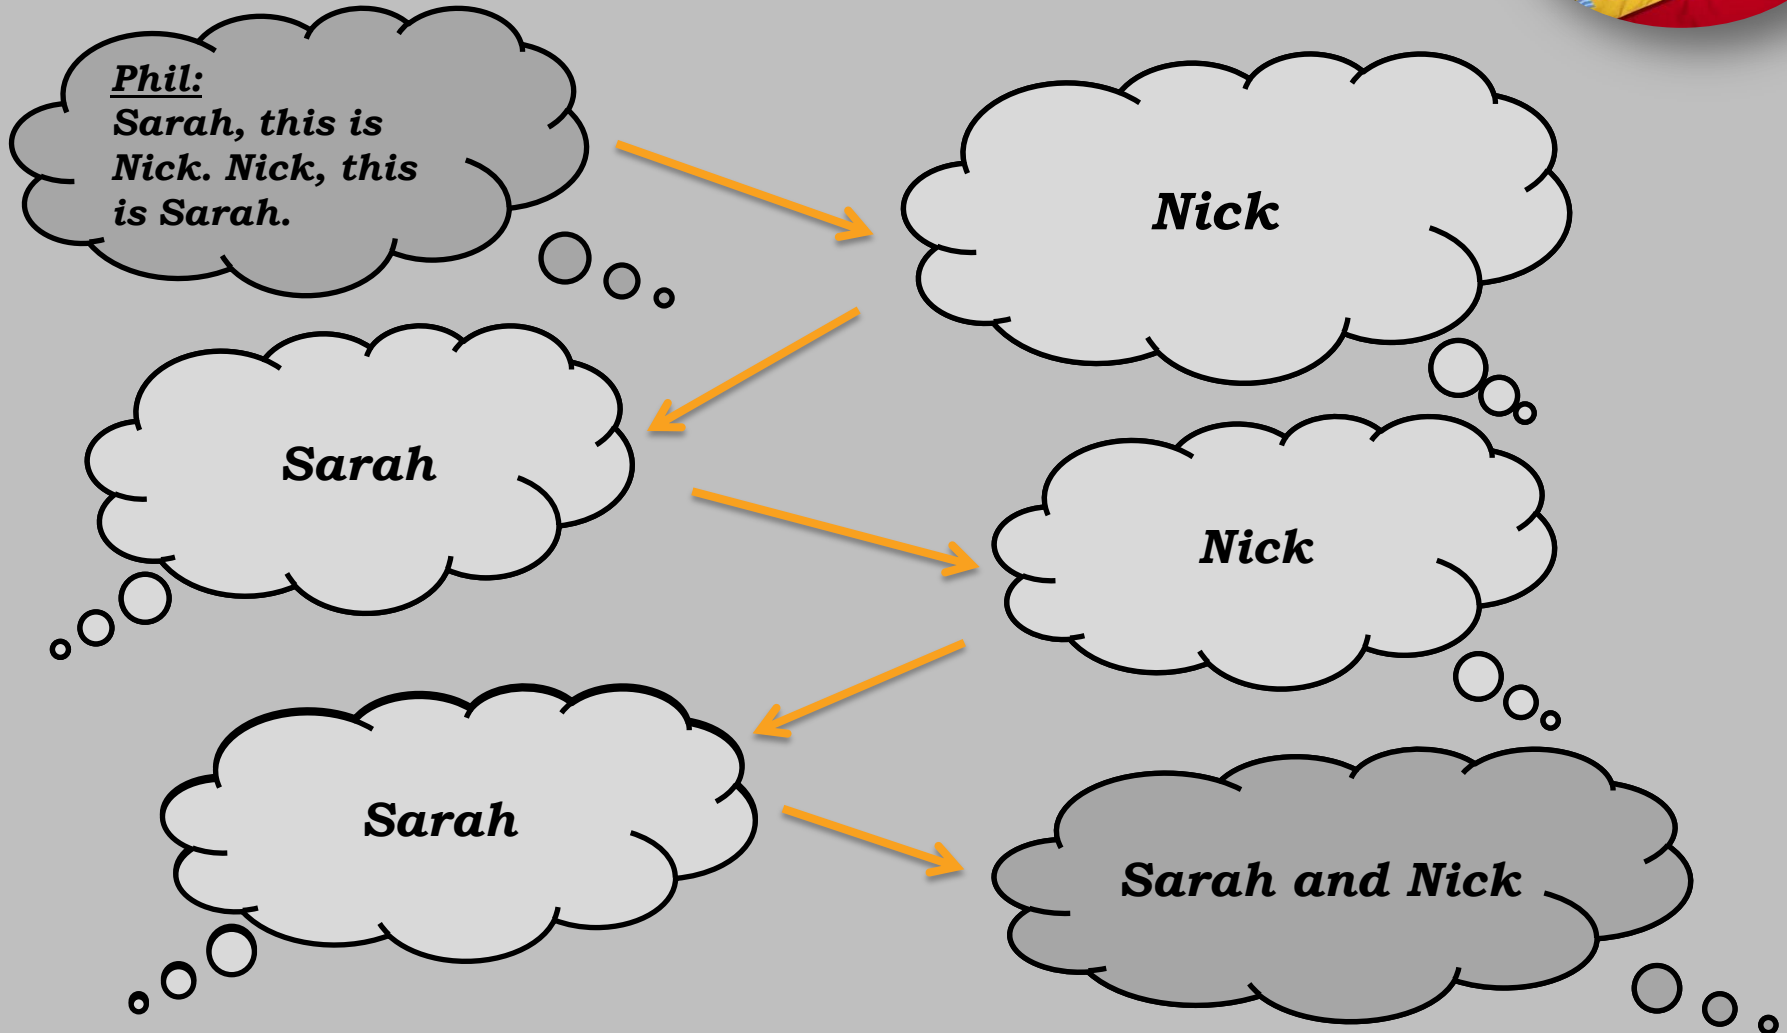 Phil:
Sarah, this is
Nick. Nick, this
is Sarah.
Nick
Sarah
Nick
Sarah
Sarah and Nick